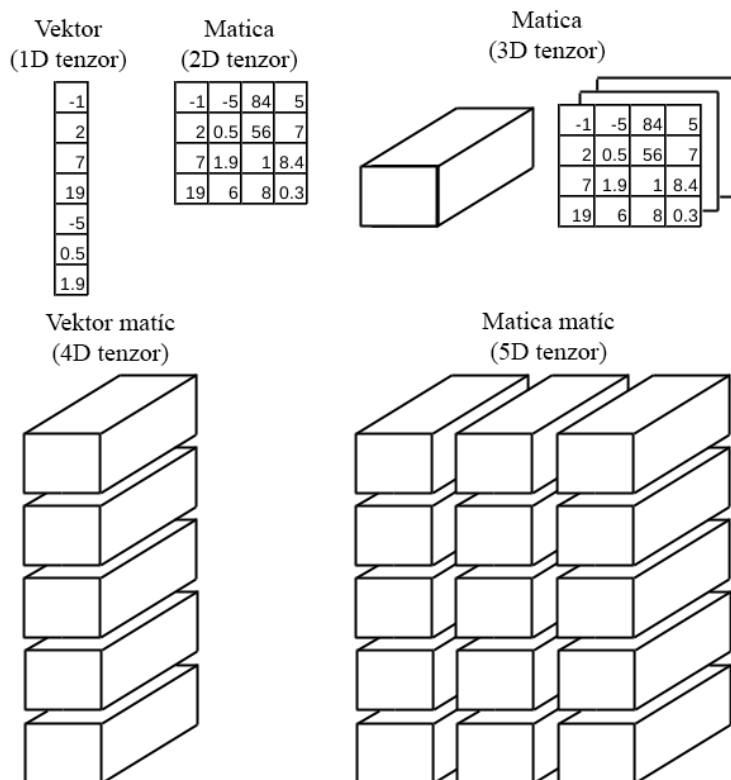 Vektor
(1D tenzor)
Matica
(2D tenzor)
Matica
(3D tenzor)
-1
2
7
19
-5
0.5
1.9
-1 -5 84 5
2 0.5 56 7
7 1.9 1 8.4
19 6 8 0.3
-1 -5 84 5
2 0.5 56 7
7 1.9 1 8.4
19 6 8 0.3
Vektor matíc
(4D tenzor)
Matica matíc
(5D tenzor)